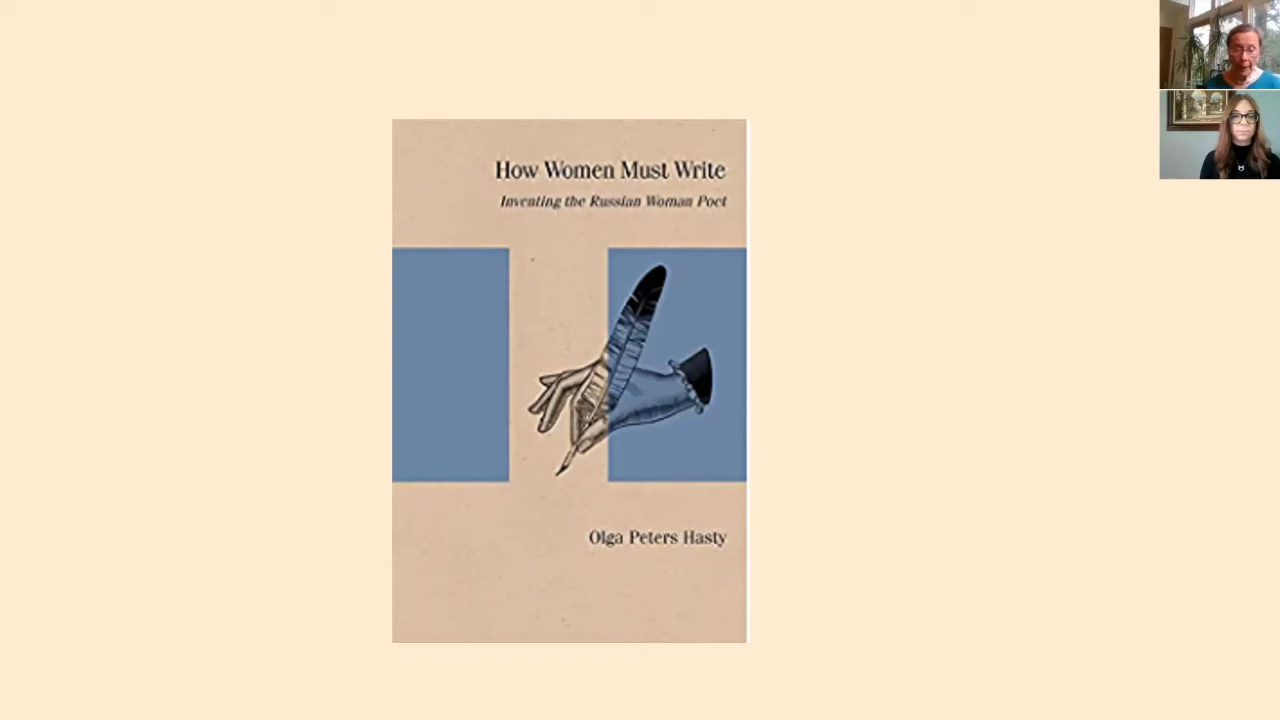 How Women Must Write
Inventing the Russian Woman Poet
Olga Peters Hasty